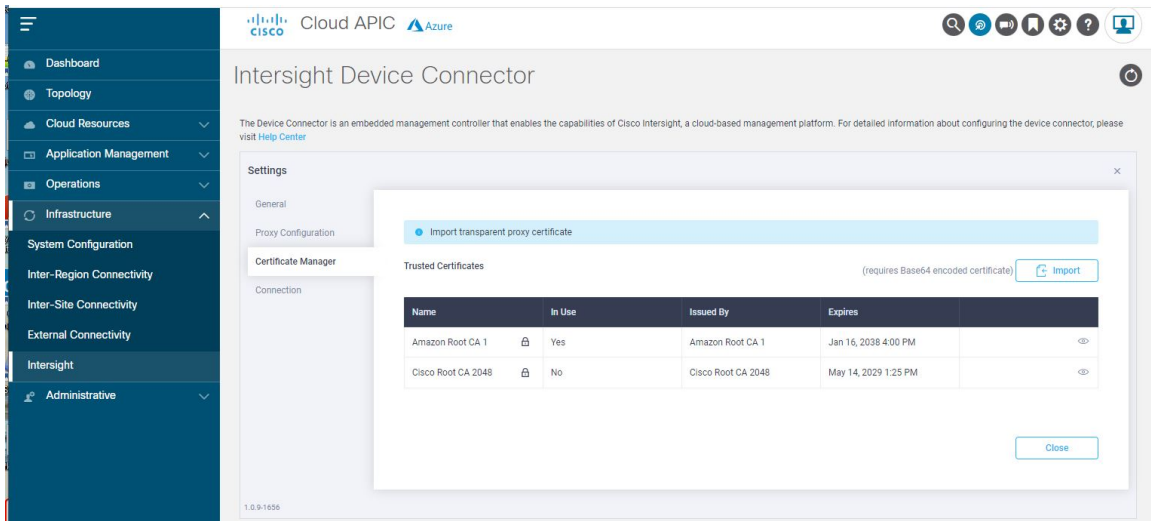 CISCO
Cloud APIC
Azure
Dashboard
Topology
Cloud Resources
Application Management
Operations
Infrastructure
System Configuration
Inter-Region Connectivity
Inter-Site Connectivity
External Connectivity
Intersight
Administrative
Intersight Device Connector
The Device Connector is an embedded management controller that enables the capabilities of Cisco Intersight, a cloud-based management platform. For detailed information about configuring the device connector, please
visit Help Center
Settings
General
Proxy Configuration
Certificate Manager
Connection
Import transparent proxy certificate
Trusted Certificates
(requires Base64 encoded certificate) Import
Name In Use Issued By Expires
Amazon Root CA 1 Yes Amazon Root CA 1 Jan 16, 2038 4:00 PM
Cisco Root CA 2048 No Cisco Root CA 2048 May 14, 2029 1:25 PM
Close
1.0.9-1656